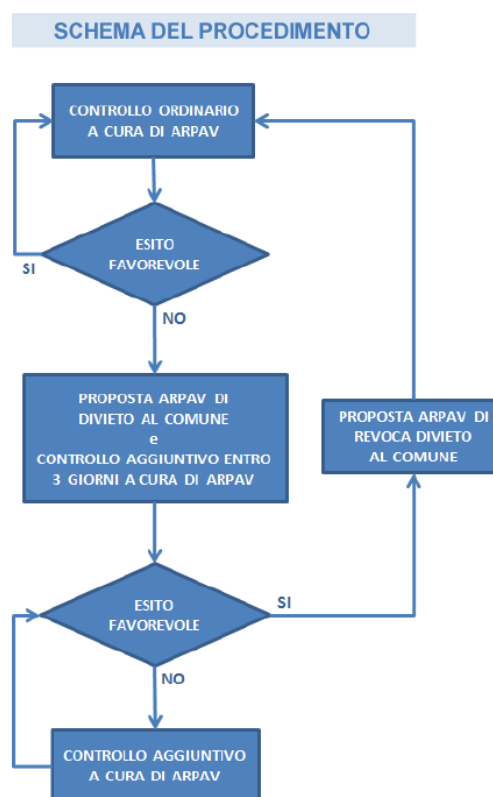 SCHEMA DEL PROCEDIMENTO
CONTROLLO ORDINARIO
A CURA DI ARPAV
ESITO
FAVOREVOLE
SI
NO
PROPOSTA ARPAV DI
DIVIETO AL COMUNE
e
CONTROLLO AGGIUNTIVO ENTRO
3 GIORNI A CURA DI ARPAV
PROPOSTA ARPAV DI
REVOCA DIVIETO
AL COMUNE
ESITO
FAVOREVOLE
SI
NO
CONTROLLO AGGIUNTIVO
A CURA DI ARPAV